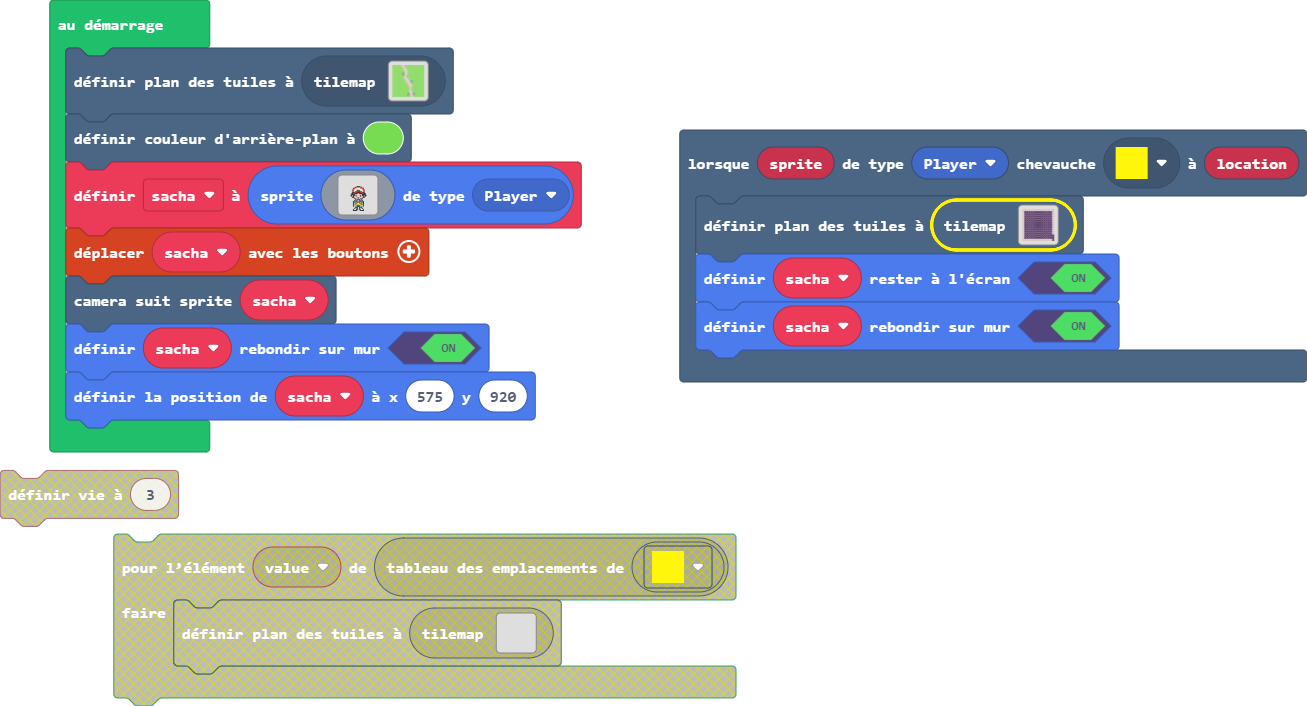 au démarrage
définir plan des tuiles à tilemap
définir couleur d'arrière-plan à
définir sacha à sprite de type Player
déplacer sacha avec les boutons
camera suit sprite sacha
définir sacha rebondir sur mur ON
définir la position de sacha à x 575 y 920
lorsque sprite de type Player chevauche à location
définir plan des tuiles à tilemap
définir sacha rester à l'écran ON
définir sacha rebondir sur mur ON
définir vie à 3
pour l’élément value de tableau des emplacements de
faire
définir plan des tuiles à tilemap